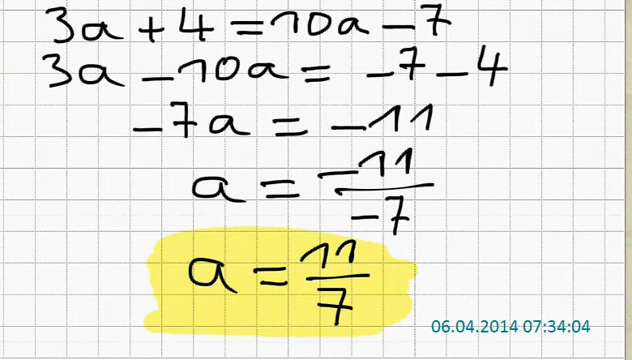 3a + 4 = 10a - 7
3a - 10a = -7 - 4
-7a = -11
a = -11/-7
a = 11/7
06.04.2014 07:34:04